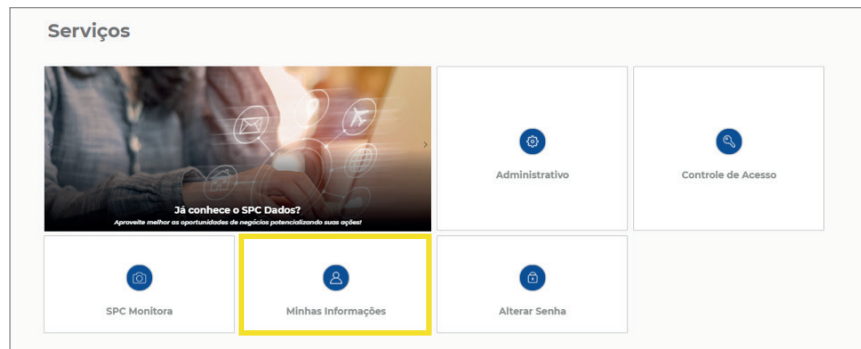 Serviços
Já conhece o SPC Dados?
Aproveite melhor as oportunidades de negócios potencializando suas ações!
Administrativo
Controle de Acesso
SPC Monitora
Minhas Informações
Alterar Senha